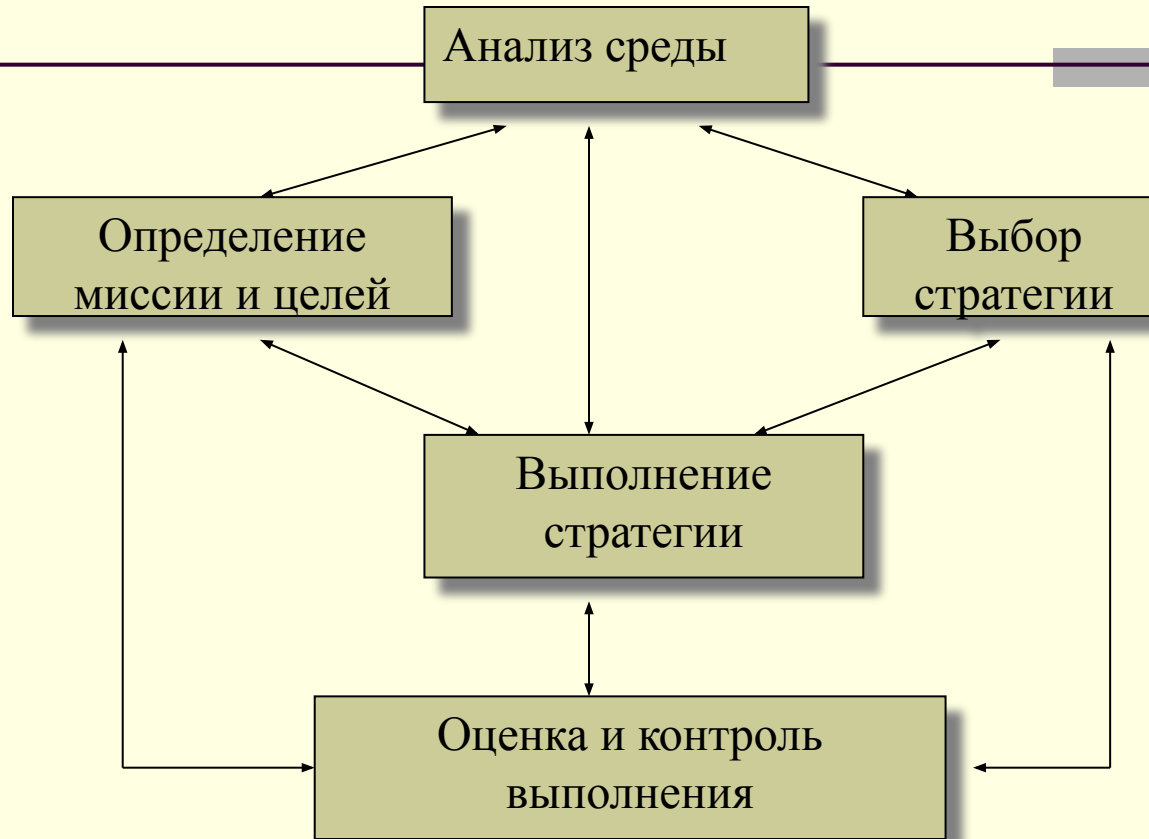 Анализ среды
Определение
миссии и целей
Выбор
стратегии
Выполнение
стратегии
Оценка и контроль
выполнения